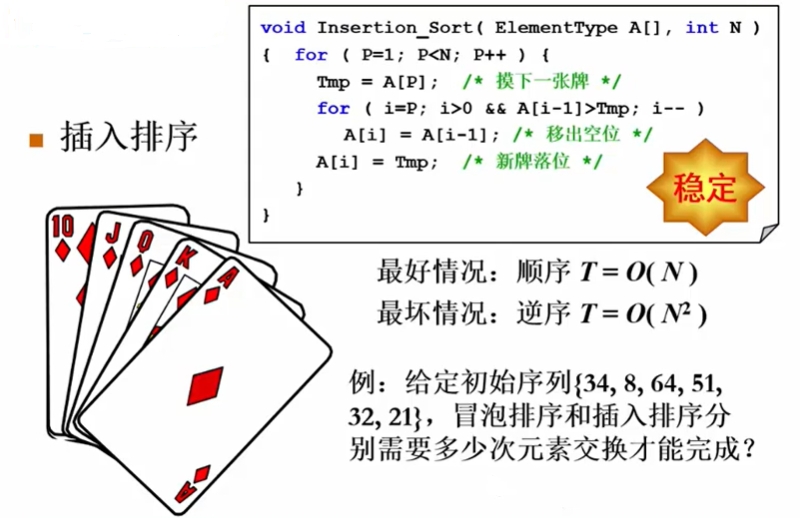 void Insertion_Sort( ElementType A[], int N )
{ for ( P=1; P<N; P++ ) {
Tmp = A[P]; /* 摸下一张牌 */
for ( i=P; i>0 && A[i-1]>Tmp; i-- )
A[i] = A[i-1]; /* 移出空位 */
A[i] = Tmp; /* 新牌落位 */
}
}
稳定
■ 插入排序
10
J
Q
K
A
A
最好情况：顺序 T = O( N )
最坏情况：逆序 T = O( N² )
例：给定初始序列{34, 8, 64, 51,
32, 21}，冒泡排序和插入排序分
别需要多少次元素交换才能完成？